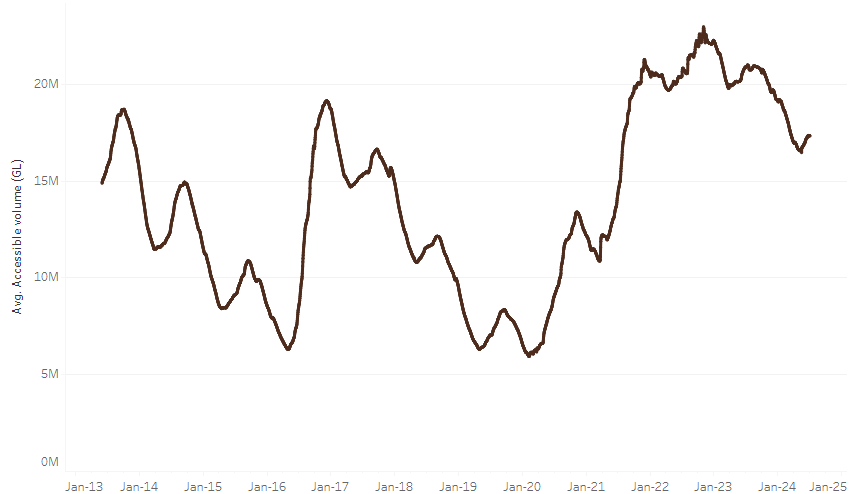 Avg. Accessible volume (GL)
20M
15M
10M
5M
0M
Jan-13 Jan-14 Jan-15 Jan-16 Jan-17 Jan-18 Jan-19 Jan-20 Jan-21 Jan-22 Jan-23 Jan-24 Jan-25